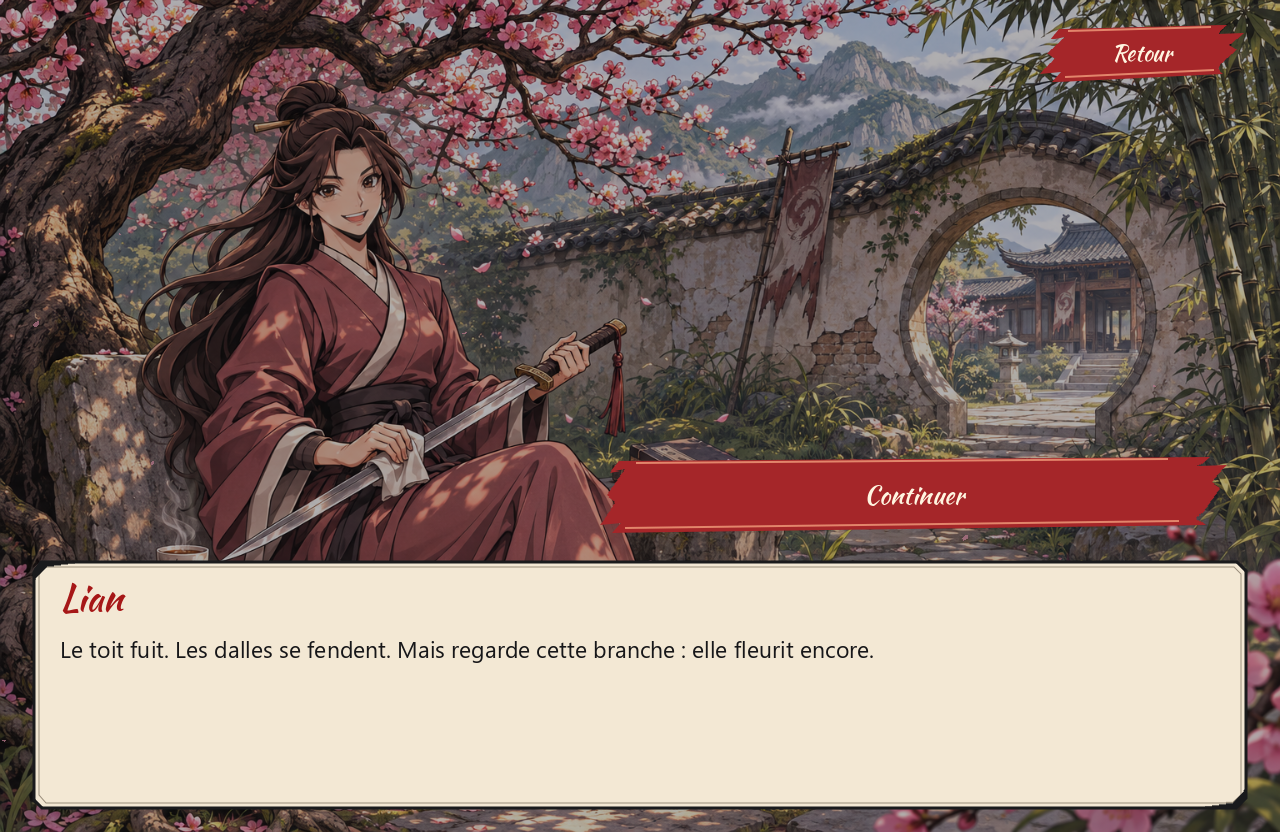 Retour
Continuer
Lian
Le toit fuit. Les dalles se fendent. Mais regarde cette branche : elle fleurit encore.